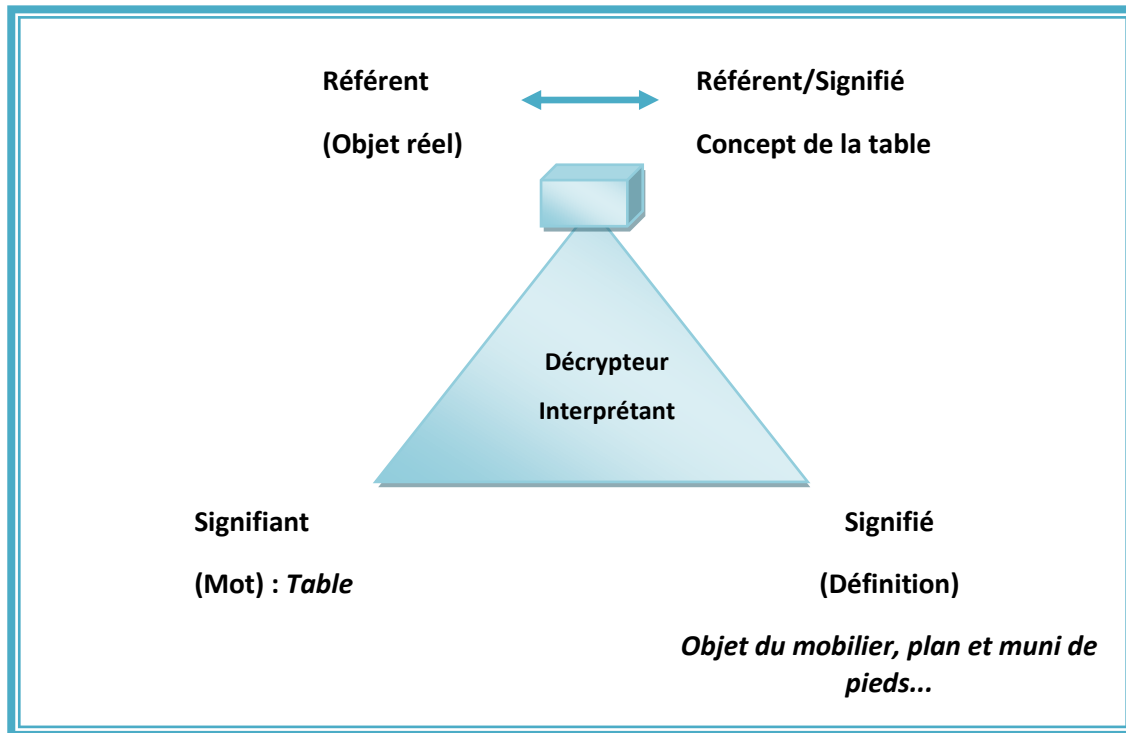 Référent
(Objet réel)
Référent/Signifié
Concept de la table
Décrypteur
Interprétant
Signifiant
(Mot) : Table
Signifié
(Définition)
Objet du mobilier, plan et muni de
pieds...